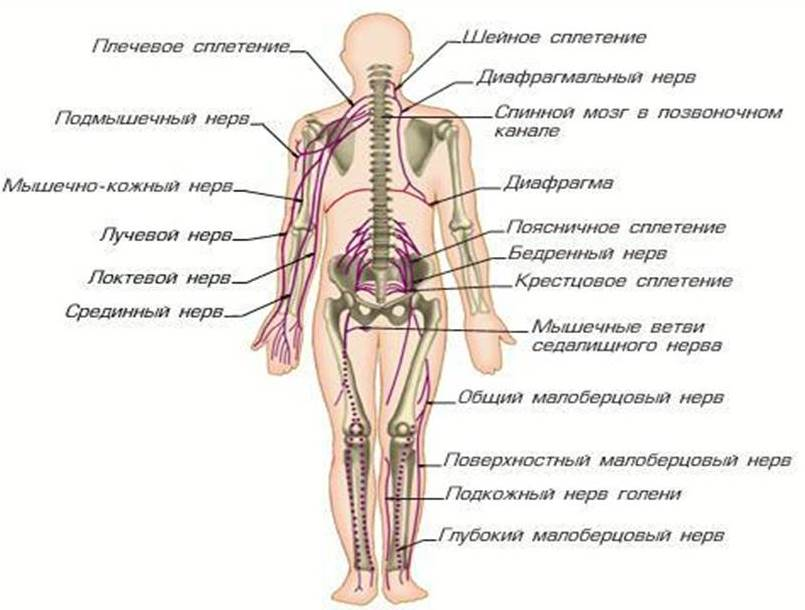 Плечевое сплетение
Подмышечный нерв
Мышечно-кожный нерв
Лучевой нерв
Локтевой нерв
Срединный нерв
Шейное сплетение
Диафрагмальный нерв
Спинной мозг в позвоночном
канале
Диафрагма
Поясничное сплетение
Бедренный нерв
Крестцовое сплетение
Мышечные ветви
седалищного нерва
Общий малоберцовый нерв
Поверхностный малоберцовый нерв
Подкожный нерв голени
Глубокий малоберцовый нерв